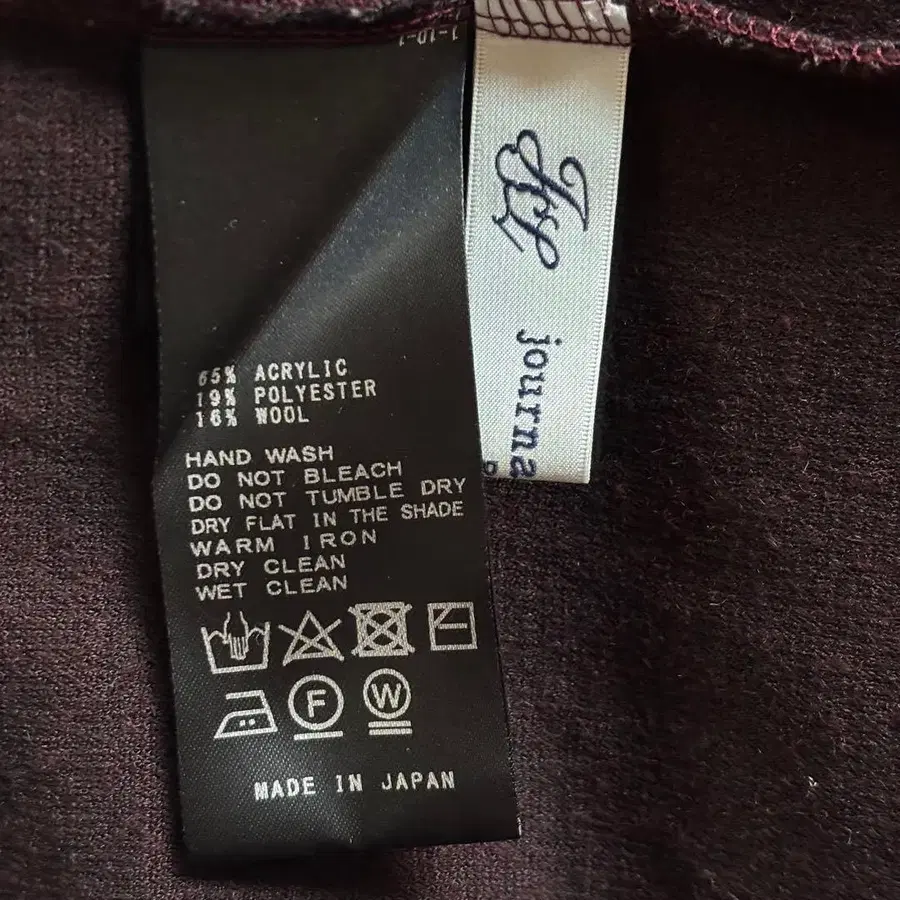 65% ACRYLIC
19% POLYESTER
16% WOOL
HAND WASH
DO NOT BLEACH
DO NOT TUMBLE DRY
DRY FLAT IN THE SHADE
WARM IRON
DRY CLEAN
WET CLEAN
F
W
MADE IN JAPAN
journa